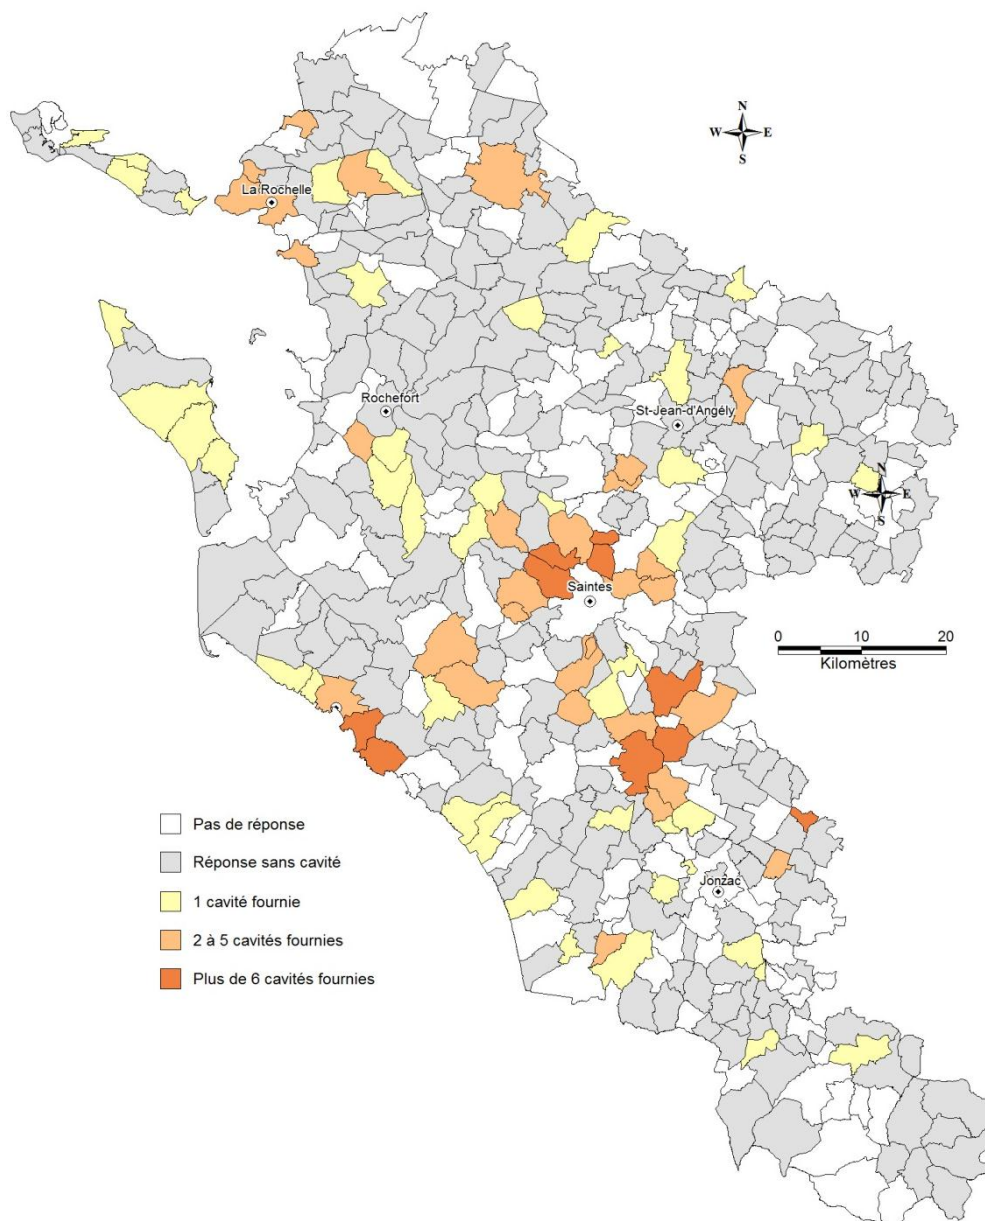 N
W E
S
La Rochelle
Rochefort
St-Jean-d'Angély
N
W E
S
Saintes
0 10 20
Kilomètres
Pas de réponse
Réponse sans cavité
1 cavité fournie
2 à 5 cavités fournies
Plus de 6 cavités fournies
Jonzac